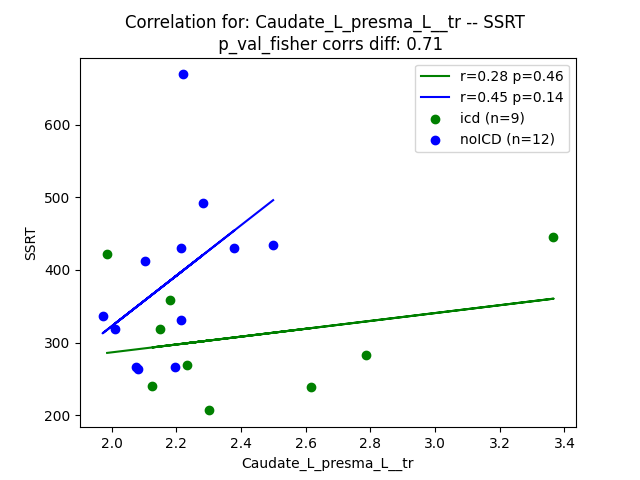 Correlation for: Caudate_L_presma_L__tr -- SSRT
p_val_fisher corrs diff: 0.71
r=0.28 p=0.46
r=0.45 p=0.14
icd (n=9)
noICD (n=12)
SSRT
600
500
400
300
200
2.0 2.2 2.4 2.6 2.8 3.0 3.2 3.4
Caudate_L_presma_L__tr